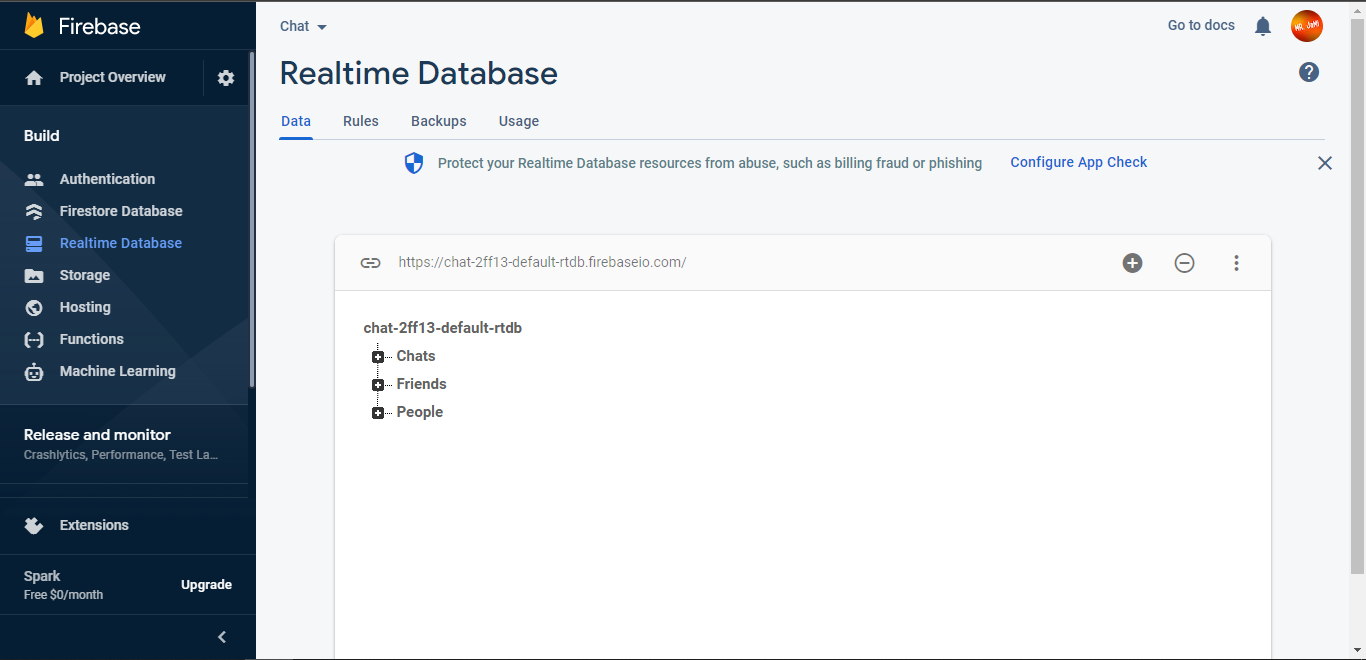 Firebase
Project Overview
Build
Authentication
Firestore Database
Realtime Database
Storage
Hosting
Functions
Machine Learning
Release and monitor
Crashlytics, Performance, Test La...
Extensions
Spark
Free $0/month
Upgrade
Chat
Go to docs
MR. JaMi
Realtime Database
Data Rules Backups Usage
Protect your Realtime Database resources from abuse, such as billing fraud or phishing Configure App Check
https://chat-2ff13-default-rtdb.firebaseio.com/
chat-2ff13-default-rtdb
Chats
Friends
People